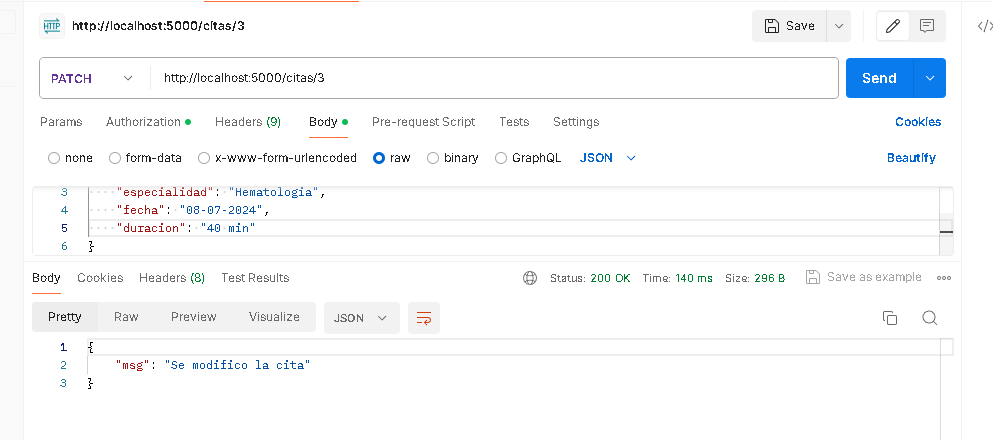 HTTP http://localhost:5000/citas/3 Save
PATCH http://localhost:5000/citas/3 Send
Params Authorization Headers (9) Body Pre-request Script Tests Settings Cookies
none form-data x-www-form-urlencoded raw binary GraphQL JSON Beautify
3 "especialidad": "Hematologia",
4 "fecha": "08-07-2024",
5 "duracion": "40 min"
6 }
Body Cookies Headers (8) Test Results Status: 200 OK Time: 140 ms Size: 296 B Save as example
Pretty Raw Preview Visualize JSON
1 {
2 "msg": "Se modifico la cita"
3 }